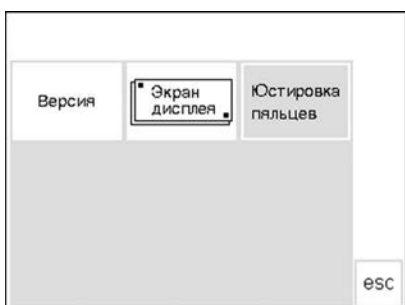 Версия
Экран
дисплея
Юстировка
пяльцев
esc